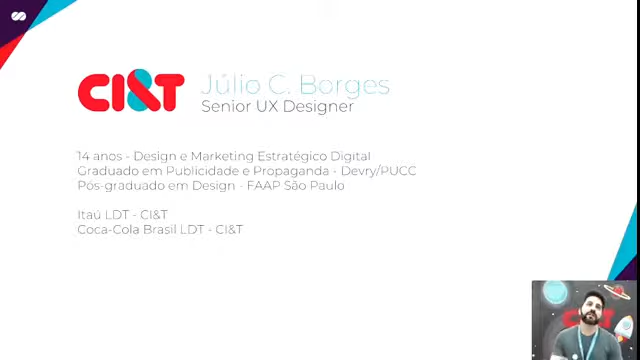 CI&T
Júlio C. Borges
Senior UX Designer
14 anos - Design e Marketing Estratégico Digital
Graduado em Publicidade e Propaganda - Devry/PUCC
Pós-graduado em Design - FAAP São Paulo
Itaú LDT - CI&T
Coca-Cola Brasil LDT - CI&T